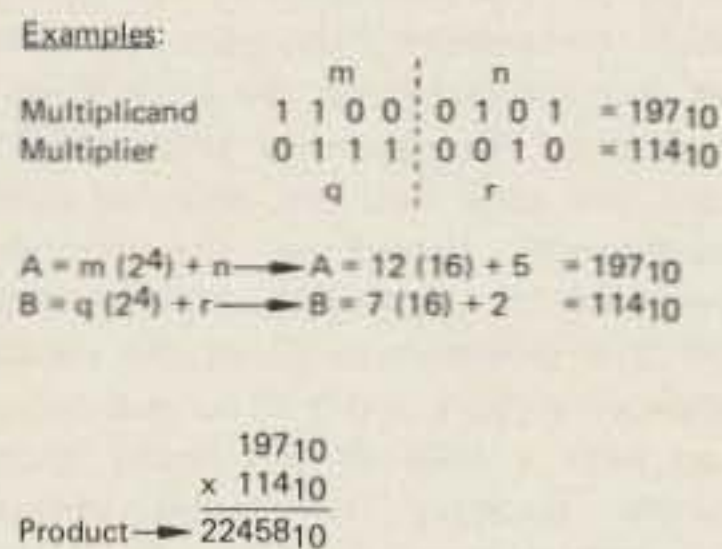 Examples:
m n
Multiplicand 1 1 0 0 0 1 0 1 = 197₁₀
Multiplier 0 1 1 1 0 0 1 0 = 114₁₀
q r
A = m (2⁴) + n → A = 12 (16) + 5 = 197₁₀
B = q (2⁴) + r → B = 7 (16) + 2 = 114₁₀
197₁₀
x 114₁₀
Product → 22458₁₀